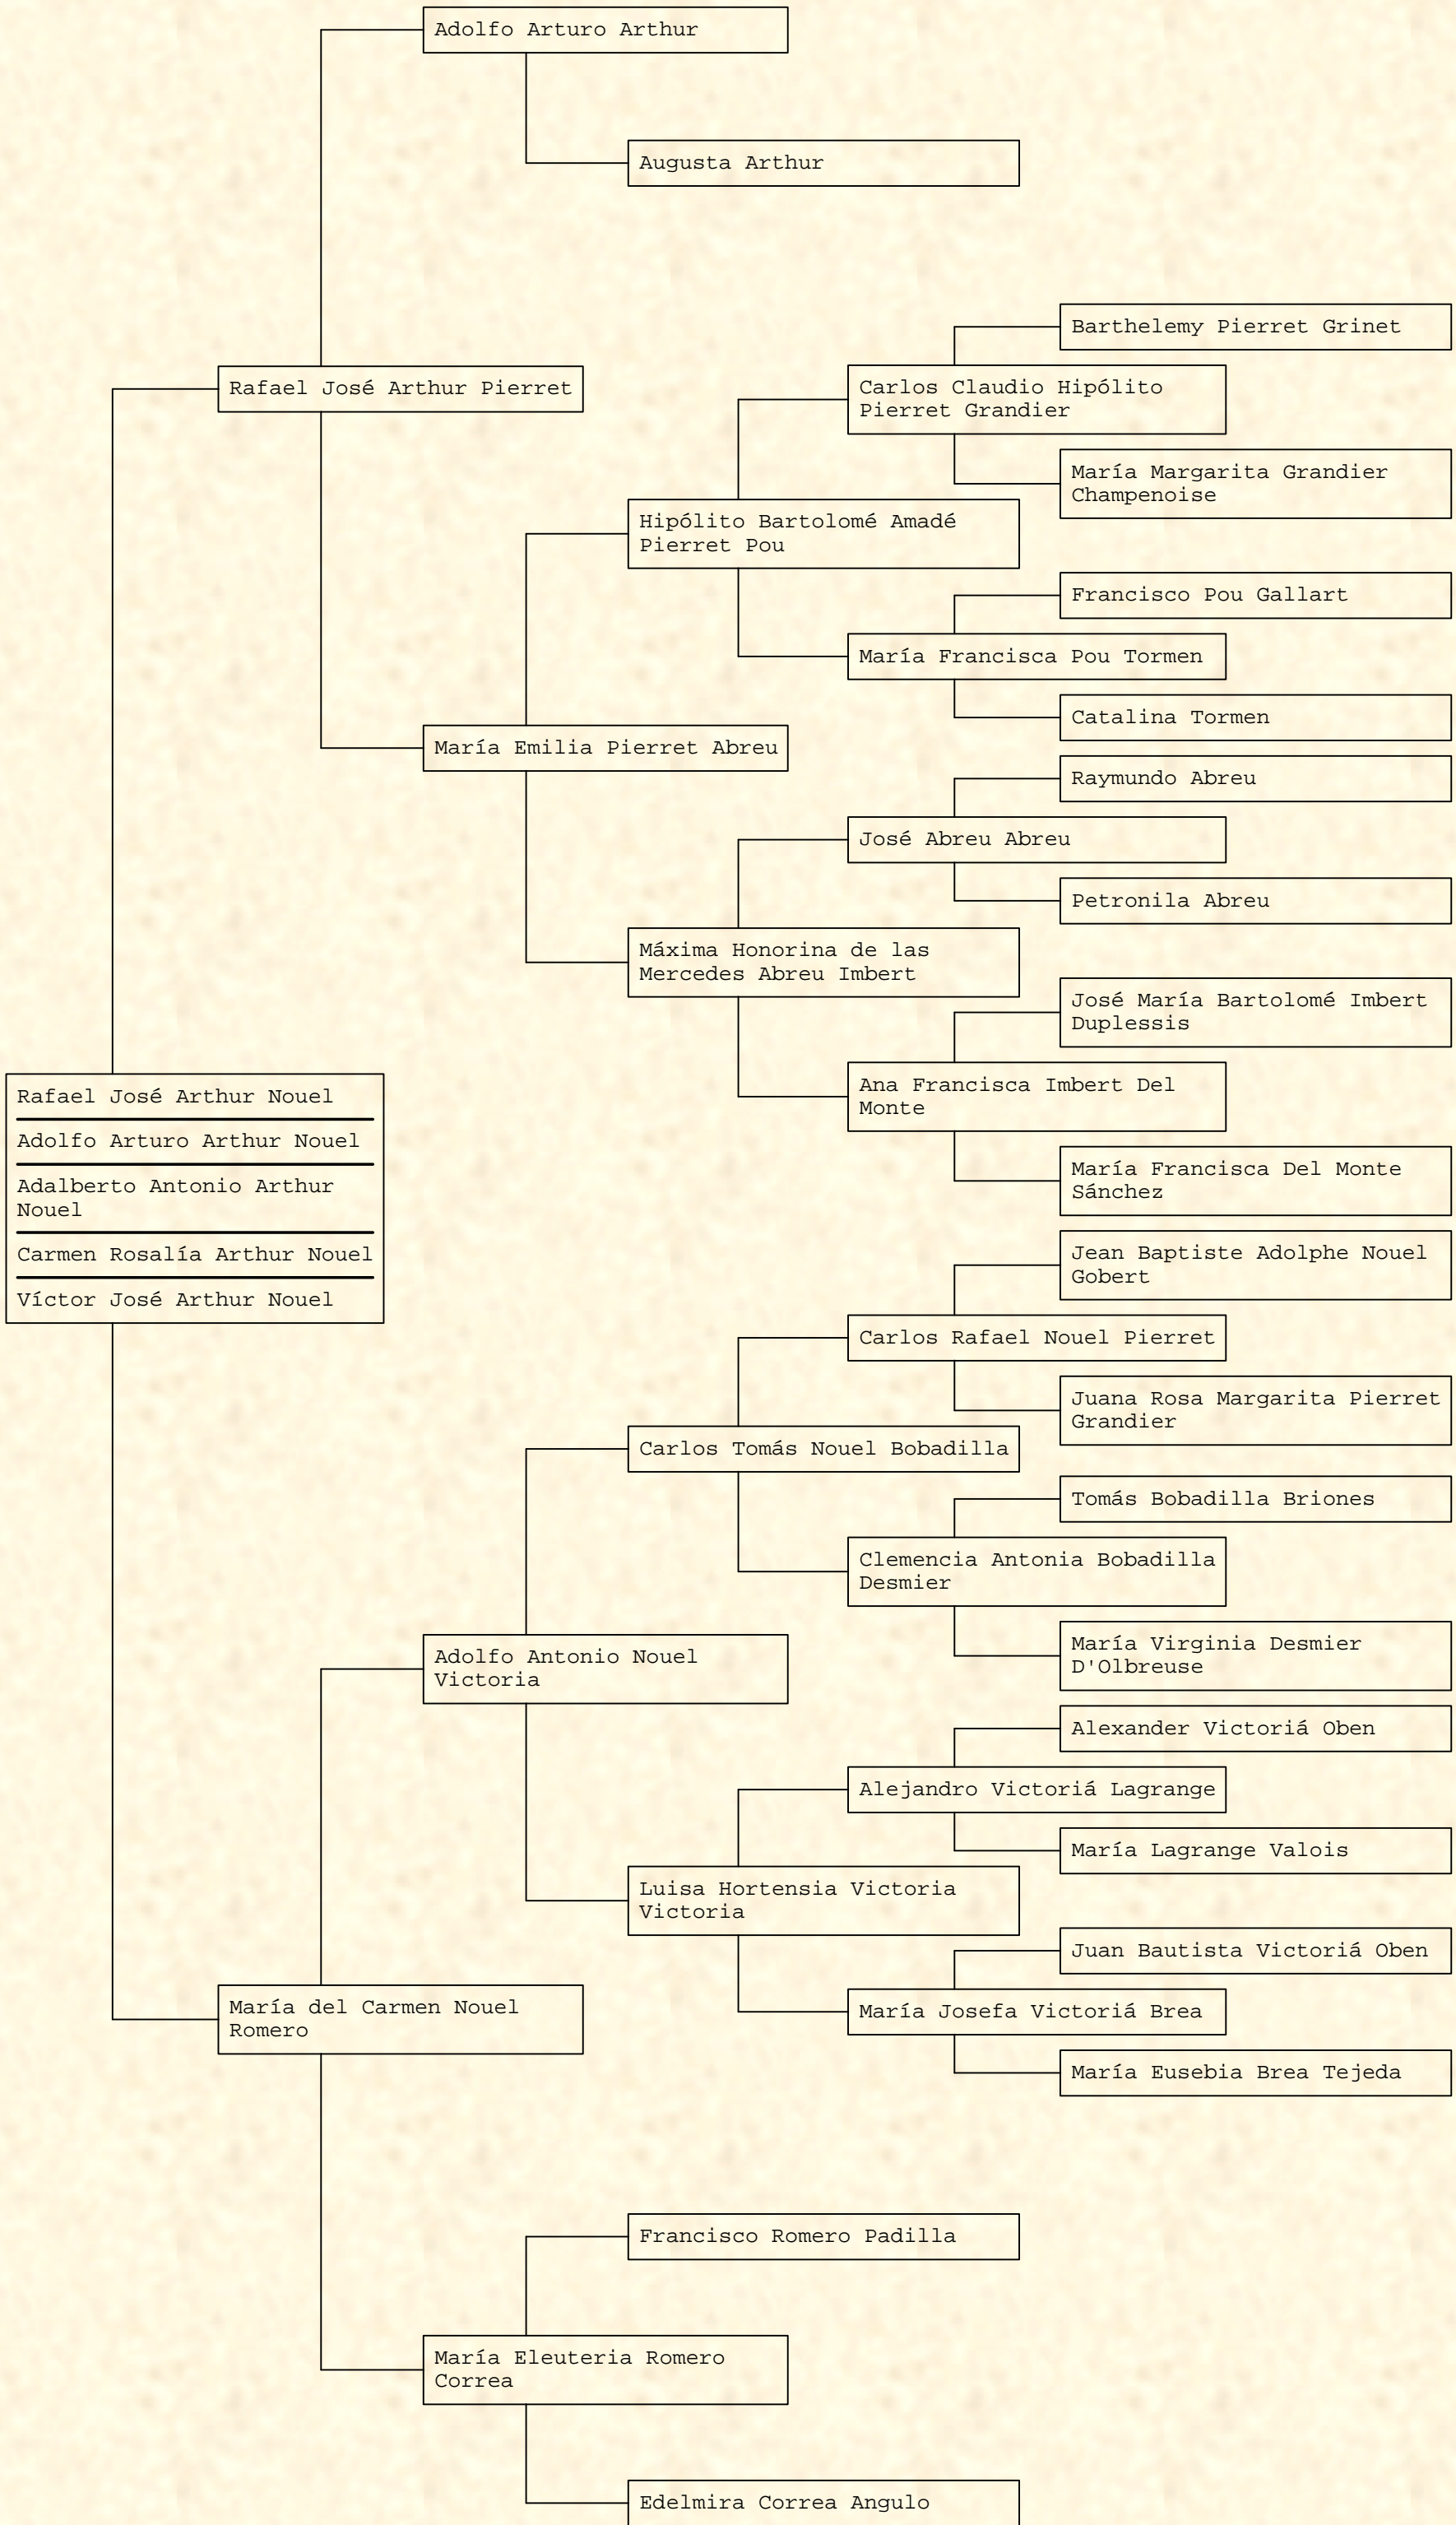 Adolfo Arturo Arthur
Augusta Arthur
Barthelemy Pierret Grinet
Rafael José Arthur Pierret
Carlos Claudio Hipólito
Pierret Grandier
María Margarita Grandier
Champenoise
Hipólito Bartolomé Amadé
Pierret Pou
Francisco Pou Gallart
María Francisca Pou Tormen
Catalina Tormen
María Emilia Pierret Abreu
Raymundo Abreu
José Abreu Abreu
Petronila Abreu
Máxima Honorina de las
Mercedes Abreu Imbert
José María Bartolomé Imbert
Duplessis
Ana Francisca Imbert Del
Monte
María Francisca Del Monte
Sánchez
Rafael José Arthur Nouel
Adolfo Arturo Arthur Nouel
Adalberto Antonio Arthur
Nouel
Carmen Rosalía Arthur Nouel
Víctor José Arthur Nouel
Jean Baptiste Adolphe Nouel
Gobert
Carlos Rafael Nouel Pierret
Juana Rosa Margarita Pierret
Grandier
Carlos Tomás Nouel Bobadilla
Tomás Bobadilla Briones
Clemencia Antonia Bobadilla
Desmier
María Virginia Desmier
D'Olbreuse
Adolfo Antonio Nouel
Victoria
Alexander Victoriá Oben
Alejandro Victoriá Lagrange
María Lagrange Valois
Luisa Hortensia Victoria
Victoria
Juan Bautista Victoriá Oben
María Josefa Victoriá Brea
María Eusebia Brea Tejeda
María del Carmen Nouel
Romero
Francisco Romero Padilla
María Eleuteria Romero
Correa
Edelmira Correa Angulo